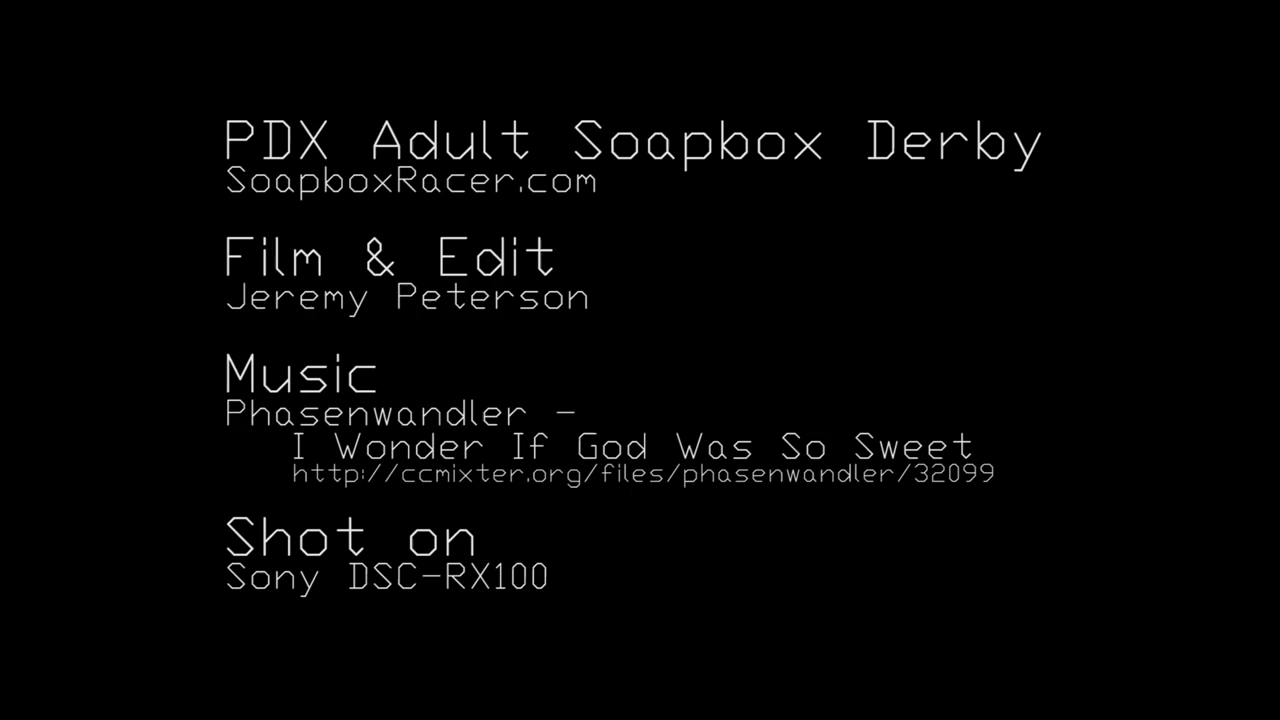 PDX Adult Soapbox Derby
SoapboxRacer.com
Film & Edit
Jeremy Peterson
Music
Phasenwandler -
I Wonder If God Was So Sweet
http://ccmixter.org/files/phasenwandler/32099
Shot on
Sony DSC-RX100